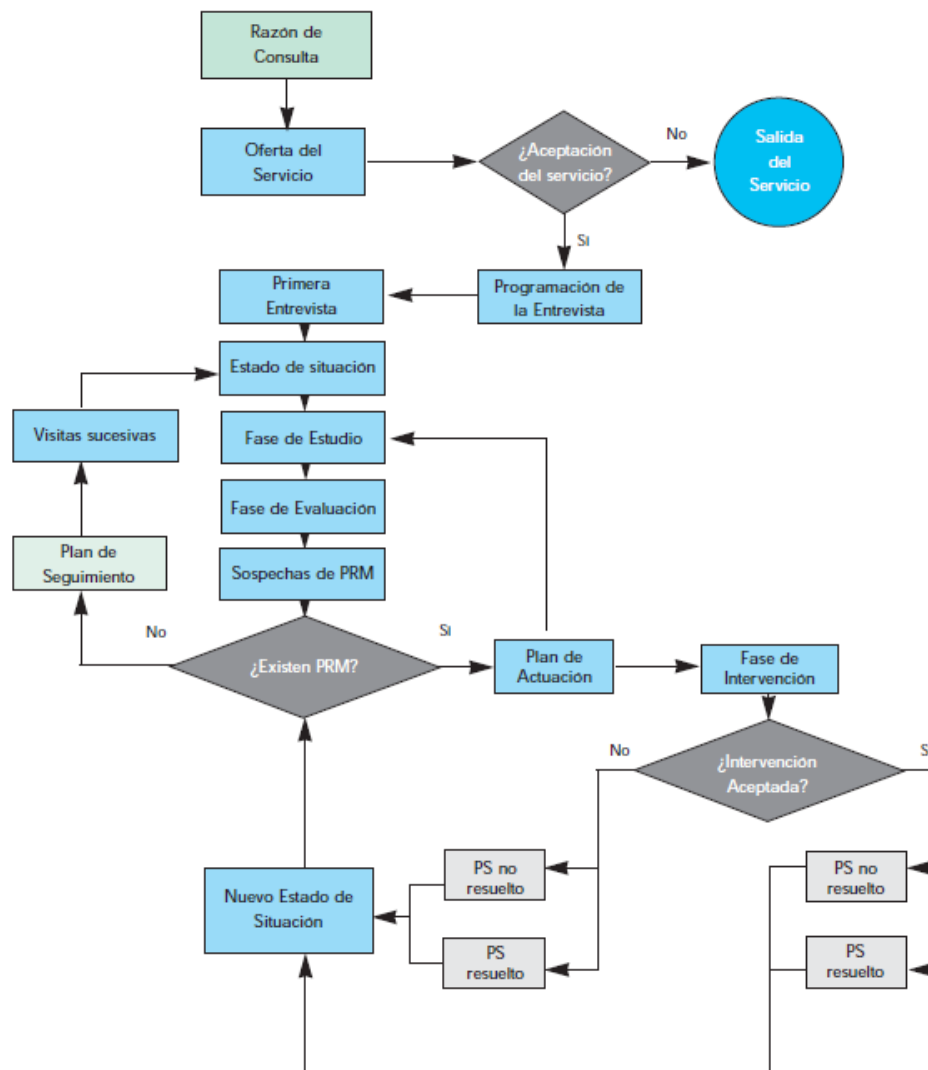 Razón de
Consulta
Oferta del
Servicio
¿Aceptación
del servicio?
No
Salida
del
Servicio
Sí
Primera
Entrevista
Programación de
la Entrevista
Estado de situación
Visitas sucesivas
Fase de Estudio
Fase de Evaluación
Plan de
Seguimiento
Sospechas de PRM
No
¿Existen PRM?
Sí
Plan de
Actuación
Fase de
Intervención
No
¿Intervención
Aceptada?
S
PS no
resuelto
PS no
resuelto
Nuevo Estado de
Situación
PS
resuelto
PS
resuelto